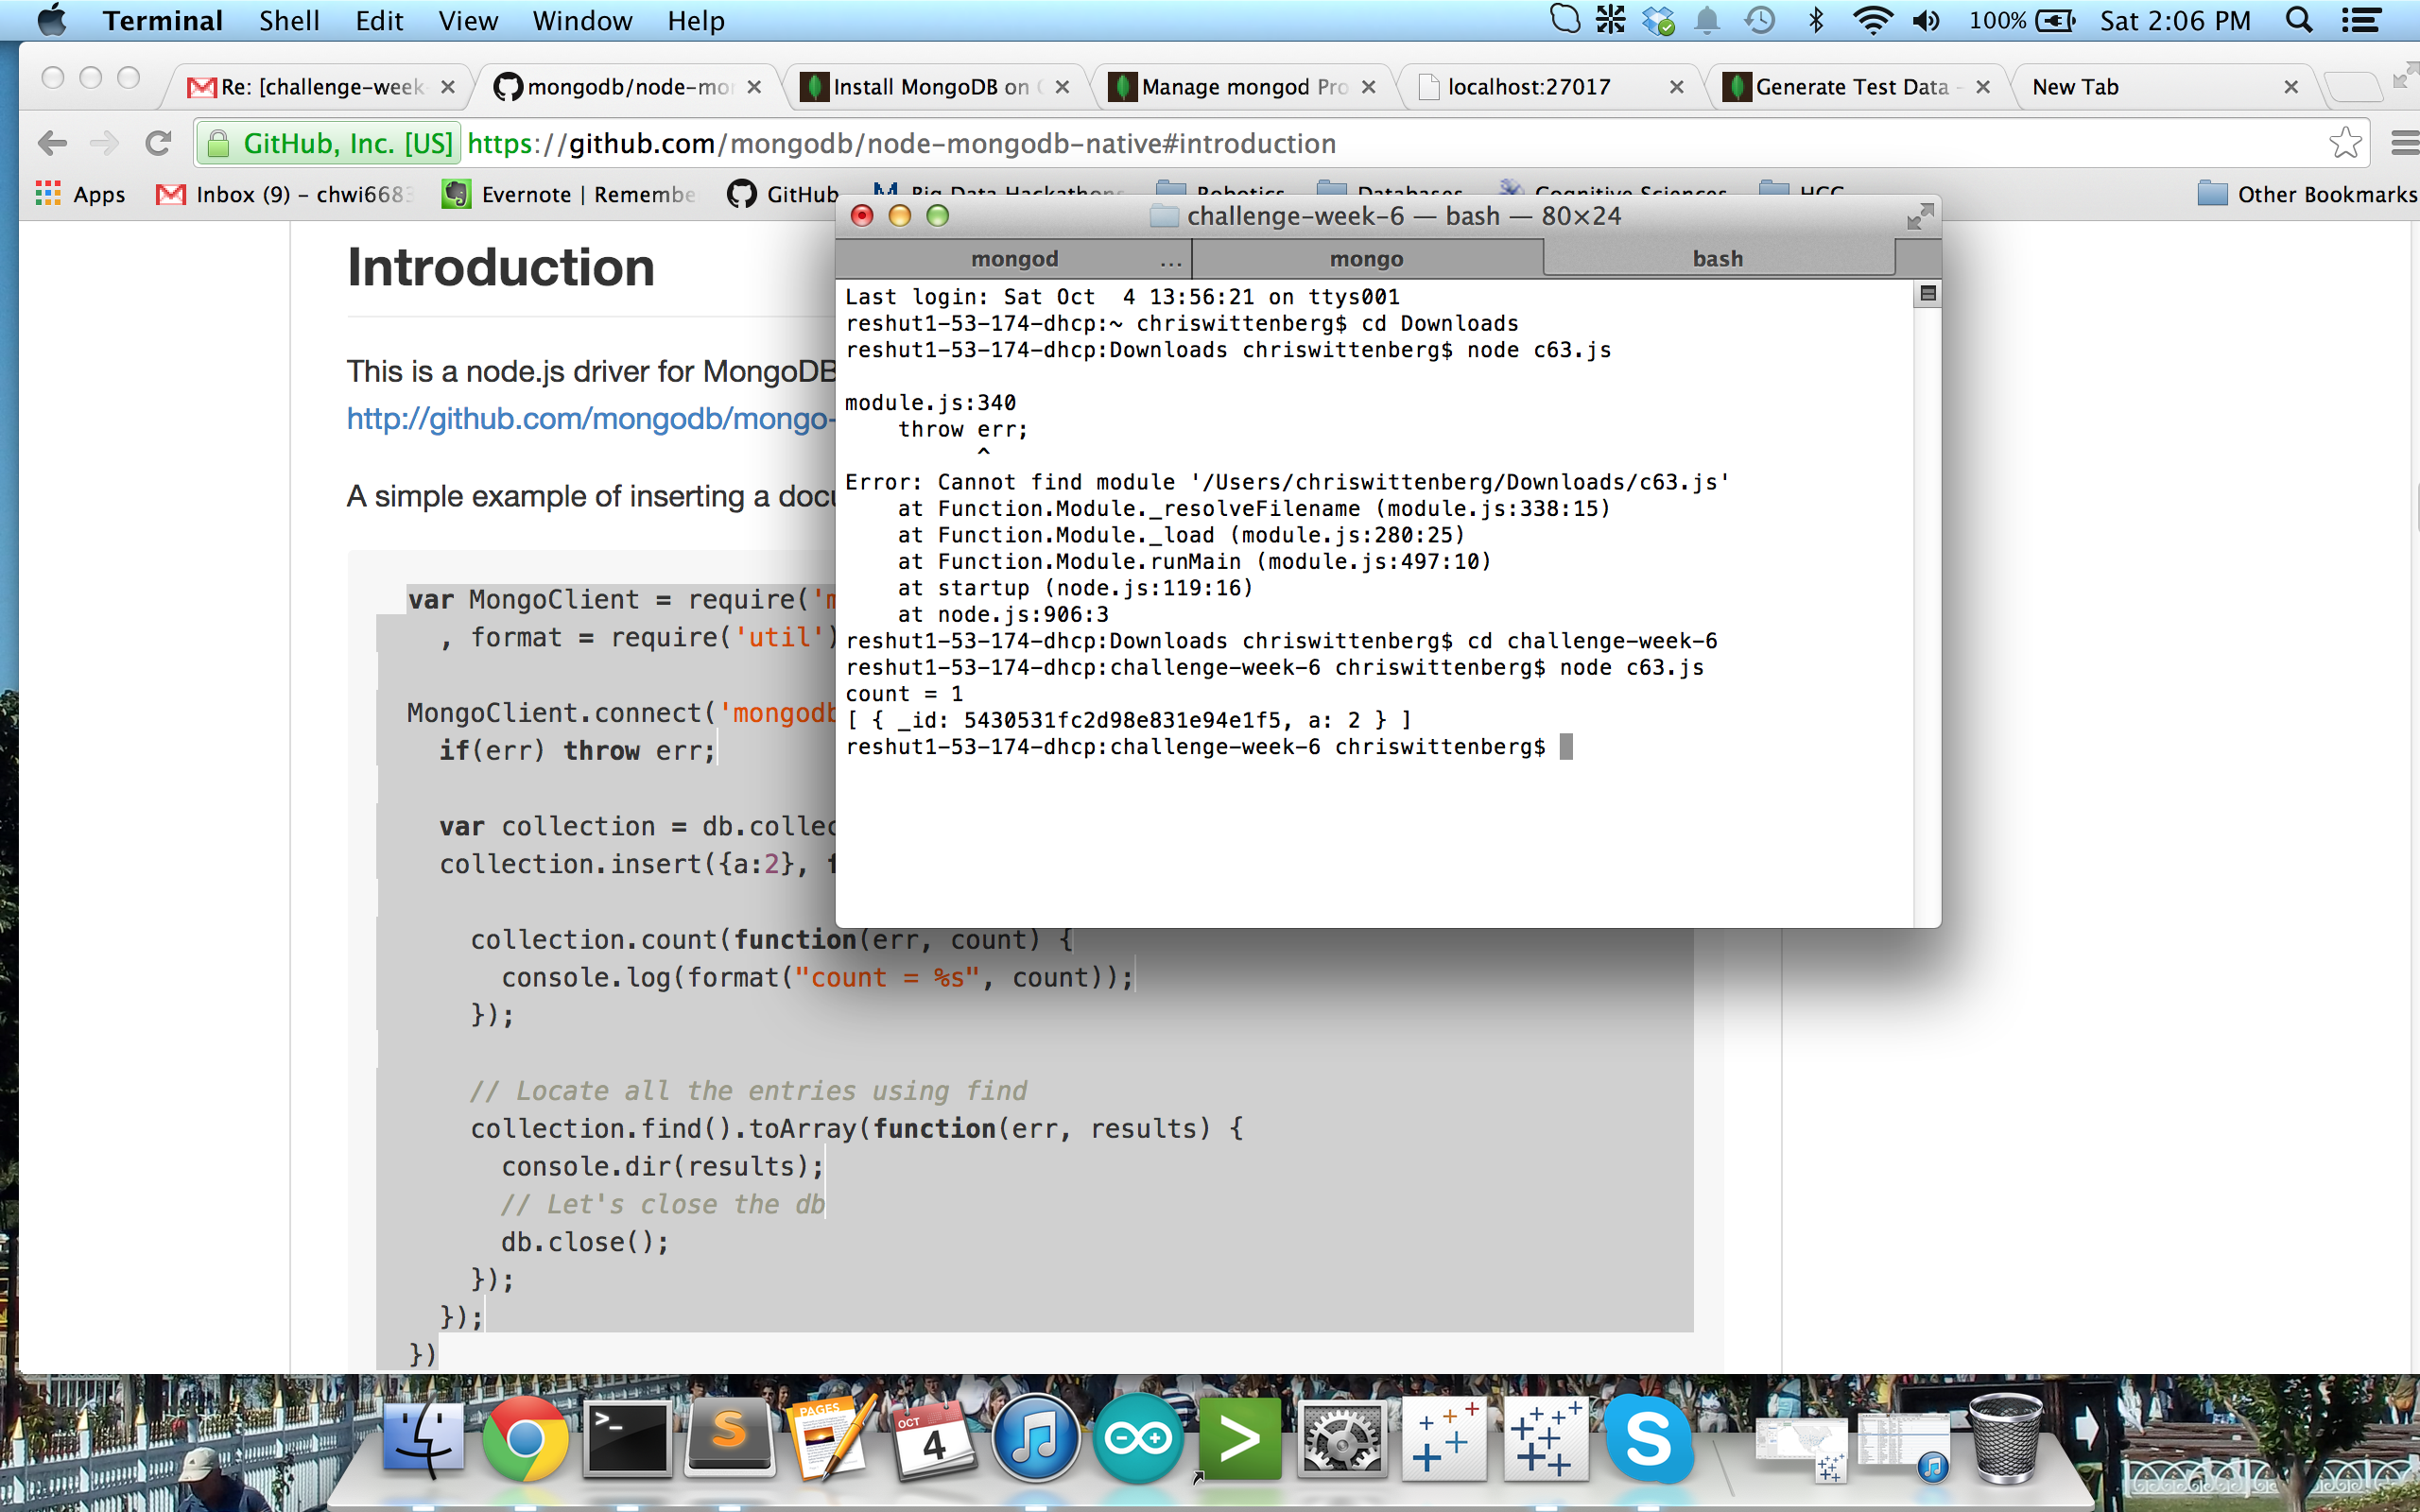 Terminal Shell Edit View Window Help 100% Sat 2:06 PM
Re: [challenge-week mongodb/node-mon Install MongoDB on Manage mongod Pro localhost:27017 Generate Test Data - New Tab
GitHub, Inc. [US] https://github.com/mongodb/node-mongodb-native#introduction
Apps Inbox (9) – chwi6683 Evernote | Remembe GitHub Big Data Hackathons Robotics Databases Cognitive Sciences HCC Other Bookmarks
challenge-week-6 — bash — 80×24
mongod ... mongo bash
Last login: Sat Oct  4 13:56:21 on ttys001
reshut1-53-174-dhcp:~ chriswittenberg$ cd Downloads
reshut1-53-174-dhcp:Downloads chriswittenberg$ node c63.js
module.js:340
throw err;
^
Error: Cannot find module '/Users/chriswittenberg/Downloads/c63.js'
at Function.Module._resolveFilename (module.js:338:15)
at Function.Module._load (module.js:280:25)
at Function.Module.runMain (module.js:497:10)
at startup (node.js:119:16)
at node.js:906:3
reshut1-53-174-dhcp:Downloads chriswittenberg$ cd challenge-week-6
reshut1-53-174-dhcp:challenge-week-6 chriswittenberg$ node c63.js
count = 1
[ { _id: 5430531fc2d98e831e94e1f5, a: 2 } ]
reshut1-53-174-dhcp:challenge-week-6 chriswittenberg$
Introduction
This is a node.js driver for MongoDB
http://github.com/mongodb/mongo-
A simple example of inserting a docu
var MongoClient = require('m
, format = require('util')
MongoClient.connect('mongodb
if(err) throw err;
var collection = db.collec
collection.insert({a:2}, f
collection.count(function(err, count) {
console.log(format("count = %s", count));
});
// Locate all the entries using find
collection.find().toArray(function(err, results) {
console.dir(results);
// Let's close the db
db.close();
});
});
})
PAGES
OCT
4